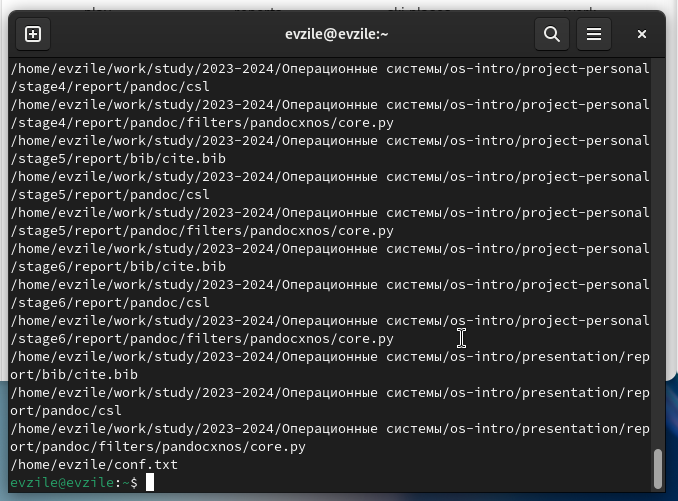 evzile@evzile:~
/home/evzile/work/study/2023-2024/Операционные системы/os-intro/project-personal
/stage4/report/pandoc/csl
/home/evzile/work/study/2023-2024/Операционные системы/os-intro/project-personal
/stage4/report/pandoc/filters/pandocxnos/core.py
/home/evzile/work/study/2023-2024/Операционные системы/os-intro/project-personal
/stage5/report/bib/cite.bib
/home/evzile/work/study/2023-2024/Операционные системы/os-intro/project-personal
/stage5/report/pandoc/csl
/home/evzile/work/study/2023-2024/Операционные системы/os-intro/project-personal
/stage5/report/pandoc/filters/pandocxnos/core.py
/home/evzile/work/study/2023-2024/Операционные системы/os-intro/project-personal
/stage6/report/bib/cite.bib
/home/evzile/work/study/2023-2024/Операционные системы/os-intro/project-personal
/stage6/report/pandoc/csl
/home/evzile/work/study/2023-2024/Операционные системы/os-intro/project-personal
/stage6/report/pandoc/filters/pandocxnos/core.py
/home/evzile/work/study/2023-2024/Операционные системы/os-intro/presentation/rep
ort/bib/cite.bib
/home/evzile/work/study/2023-2024/Операционные системы/os-intro/presentation/rep
ort/pandoc/csl
/home/evzile/work/study/2023-2024/Операционные системы/os-intro/presentation/rep
ort/pandoc/filters/pandocxnos/core.py
/home/evzile/conf.txt
evzile@evzile:~$